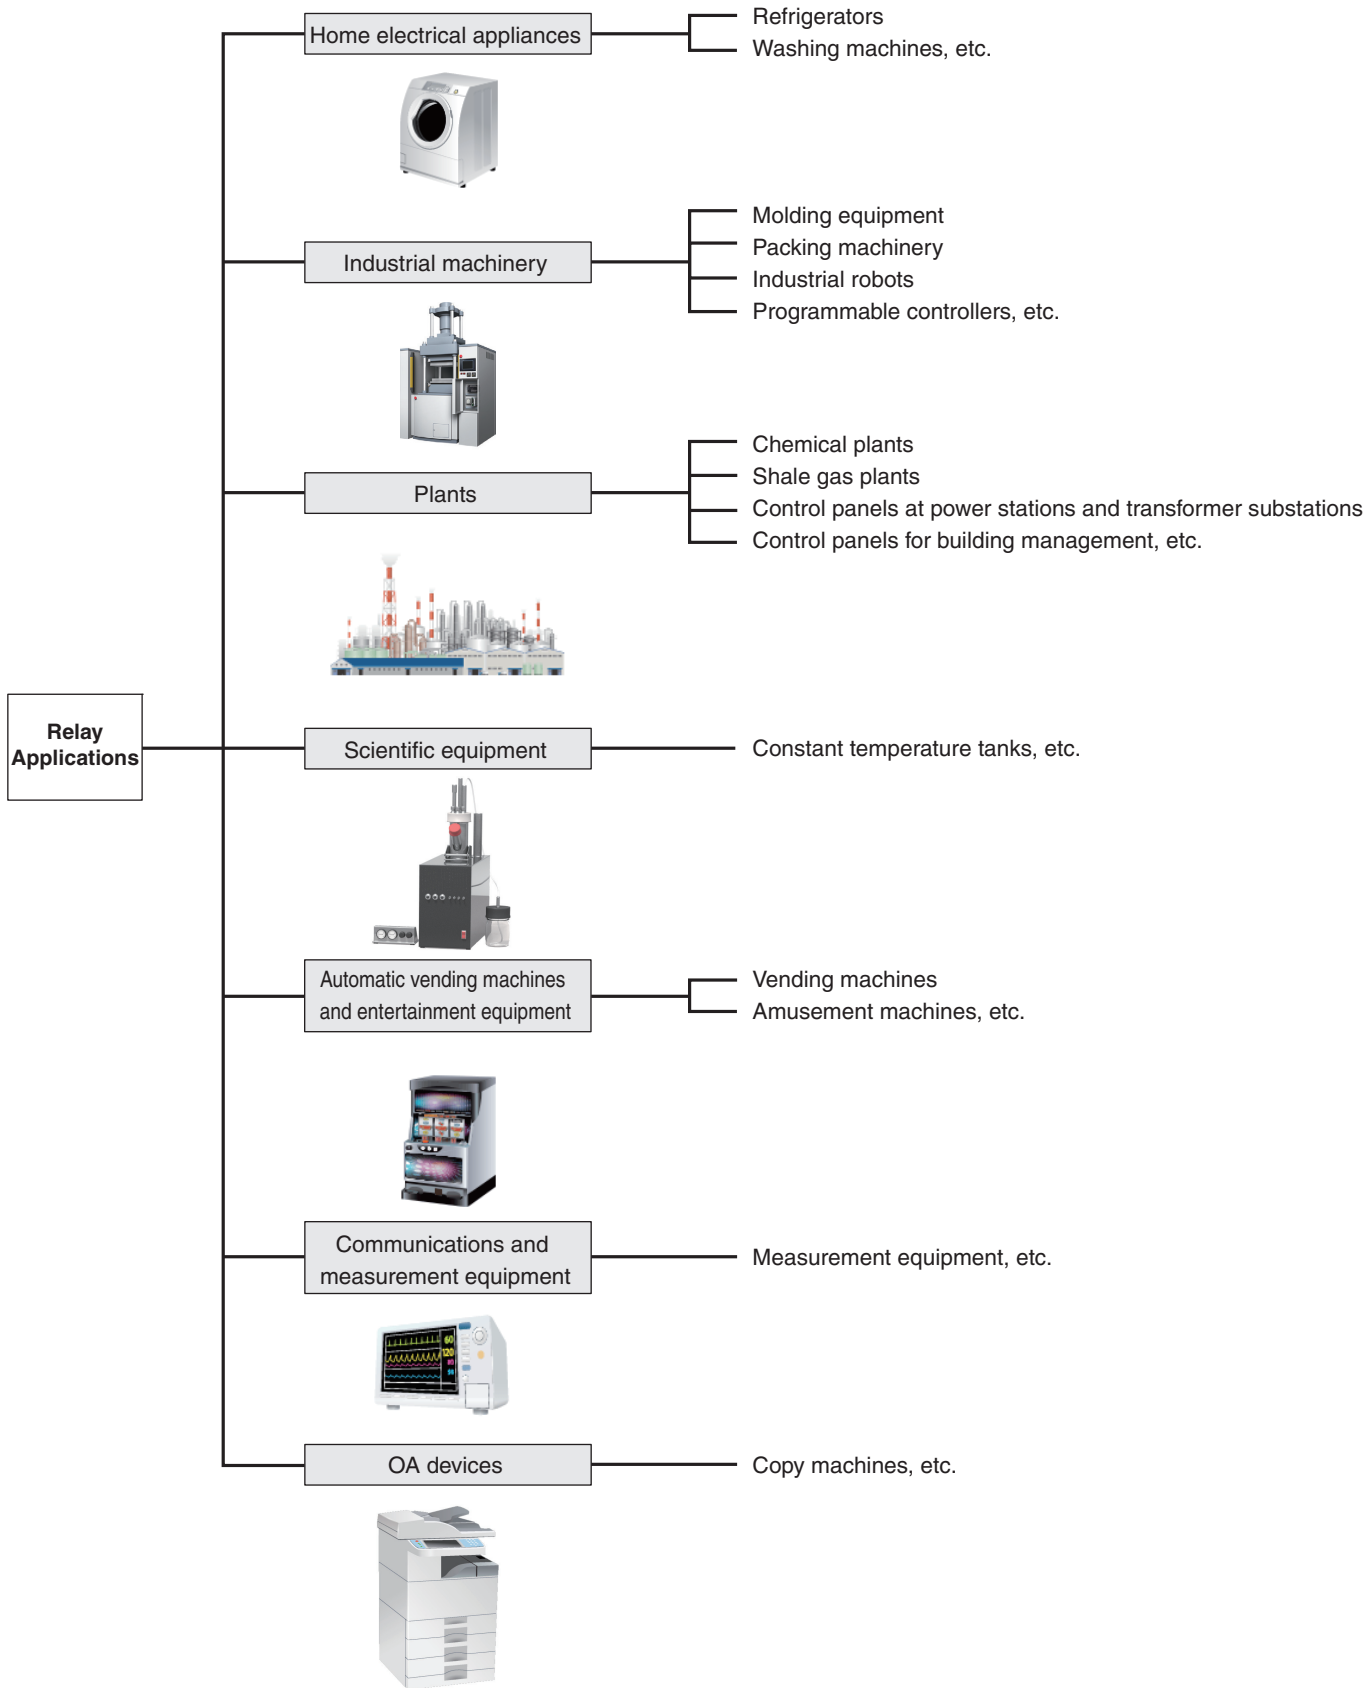 Home electrical appliances
Refrigerators
Washing machines, etc.
Industrial machinery
Molding equipment
Packing machinery
Industrial robots
Programmable controllers, etc.
Plants
Chemical plants
Shale gas plants
Control panels at power stations and transformer substations
Control panels for building management, etc.
Relay
Applications
Scientific equipment
Constant temperature tanks, etc.
Automatic vending machines
and entertainment equipment
Vending machines
Amusement machines, etc.
Communications and
measurement equipment
Measurement equipment, etc.
60
120
OA devices
Copy machines, etc.